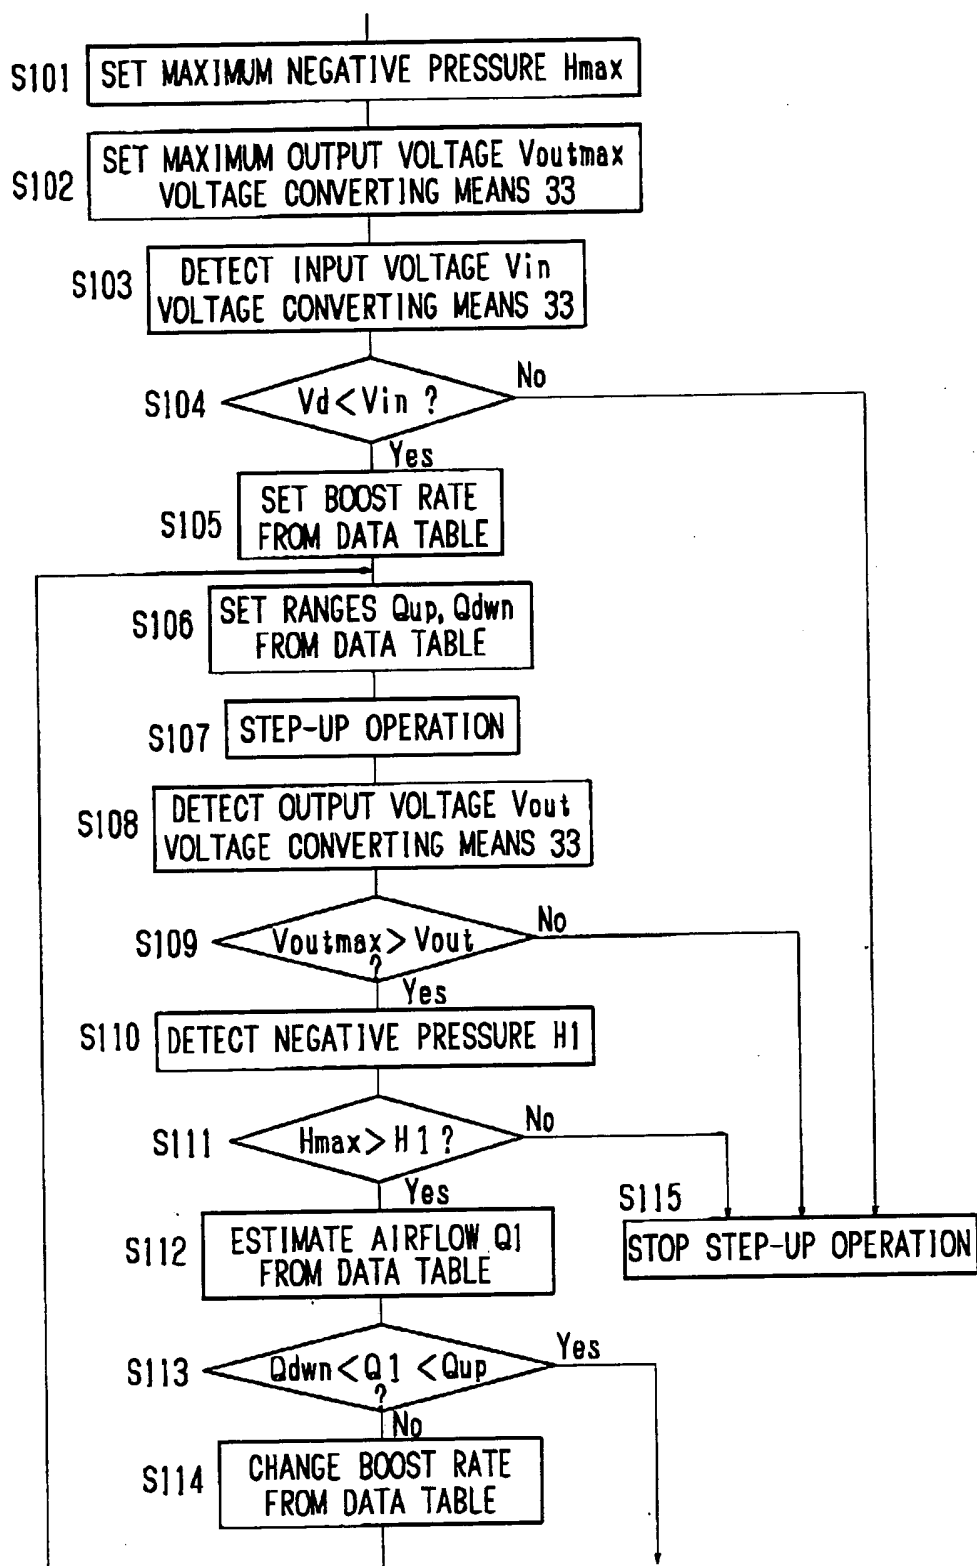 S101 SET MAXIMUM NEGATIVE PRESSURE Hmax
S102 SET MAXIMUM OUTPUT VOLTAGE Voutmax
VOLTAGE CONVERTING MEANS 33
S103 DETECT INPUT VOLTAGE Vin
VOLTAGE CONVERTING MEANS 33
S104 Vd<Vin ? No
Yes
S105 SET BOOST RATE
FROM DATA TABLE
S106 SET RANGES Qup, Qdwn
FROM DATA TABLE
S107 STEP-UP OPERATION
S108 DETECT OUTPUT VOLTAGE Vout
VOLTAGE CONVERTING MEANS 33
S109 Voutmax>Vout No
?
Yes
S110 DETECT NEGATIVE PRESSURE H1
S111 Hmax>H1? No
Yes
S115
STOP STEP-UP OPERATION
S112 ESTIMATE AIRFLOW Q1
FROM DATA TABLE
S113 Qdwn<Q1<Qup Yes
?
No
S114 CHANGE BOOST RATE
FROM DATA TABLE